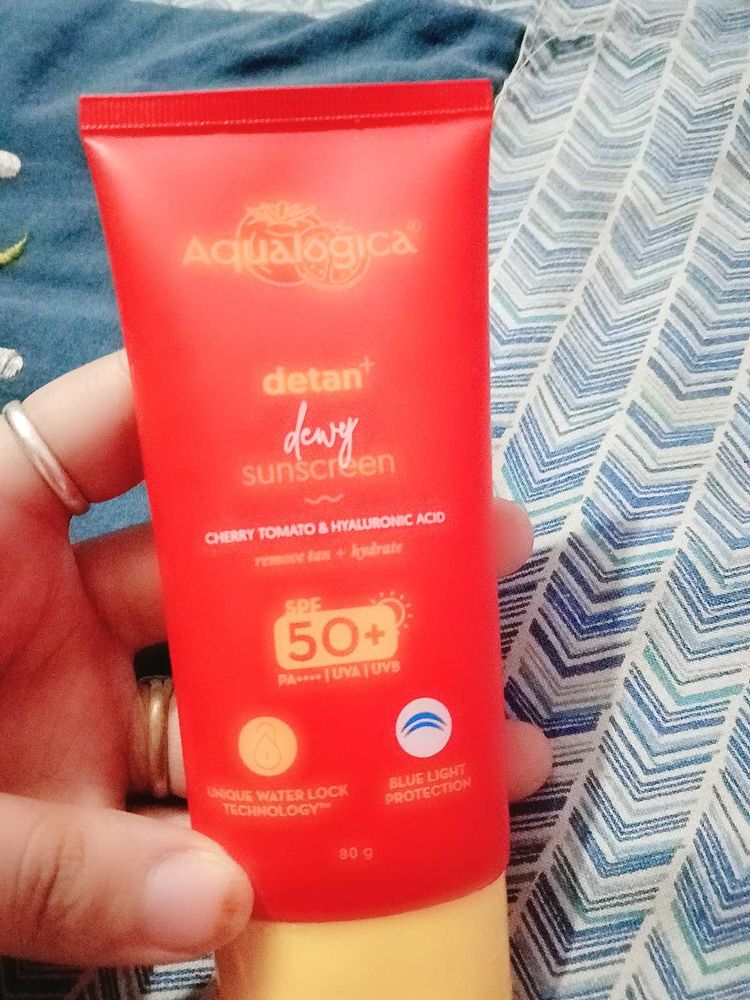 Aqualogica®
detan+
dewy
sunscreen
CHERRY TOMATO & HYALURONIC ACID
remove tan + hydrate
SPF
50+
PA++++ | UVA | UVB
UNIQUE WATER LOCK
TECHNOLOGY™
BLUE LIGHT
PROTECTION
80 g